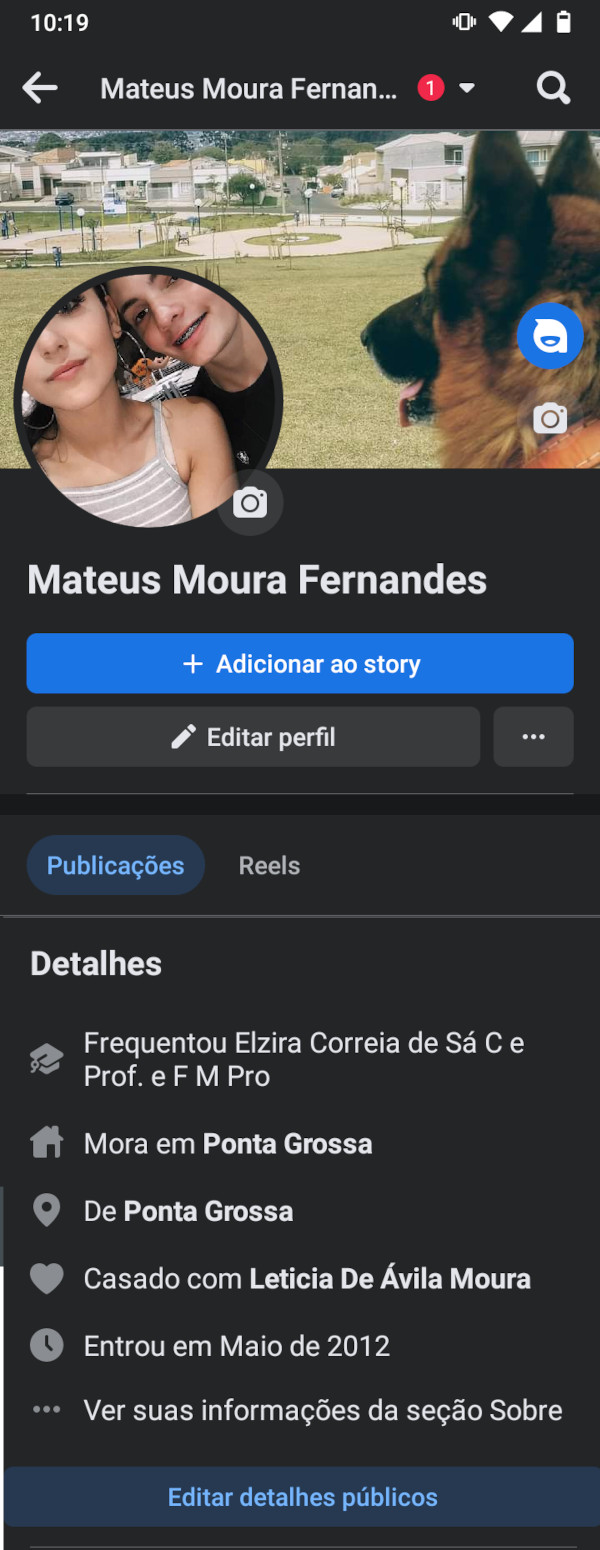 10:19
Mateus Moura Fernan... 1
Mateus Moura Fernandes
+ Adicionar ao story
Editar perfil
Publicações Reels
Detalhes
Frequentou Elzira Correia de Sá C e
Prof. e F M Pro
Mora em Ponta Grossa
De Ponta Grossa
Casado com Leticia De Ávila Moura
Entrou em Maio de 2012
Ver suas informações da seção Sobre
Editar detalhes públicos